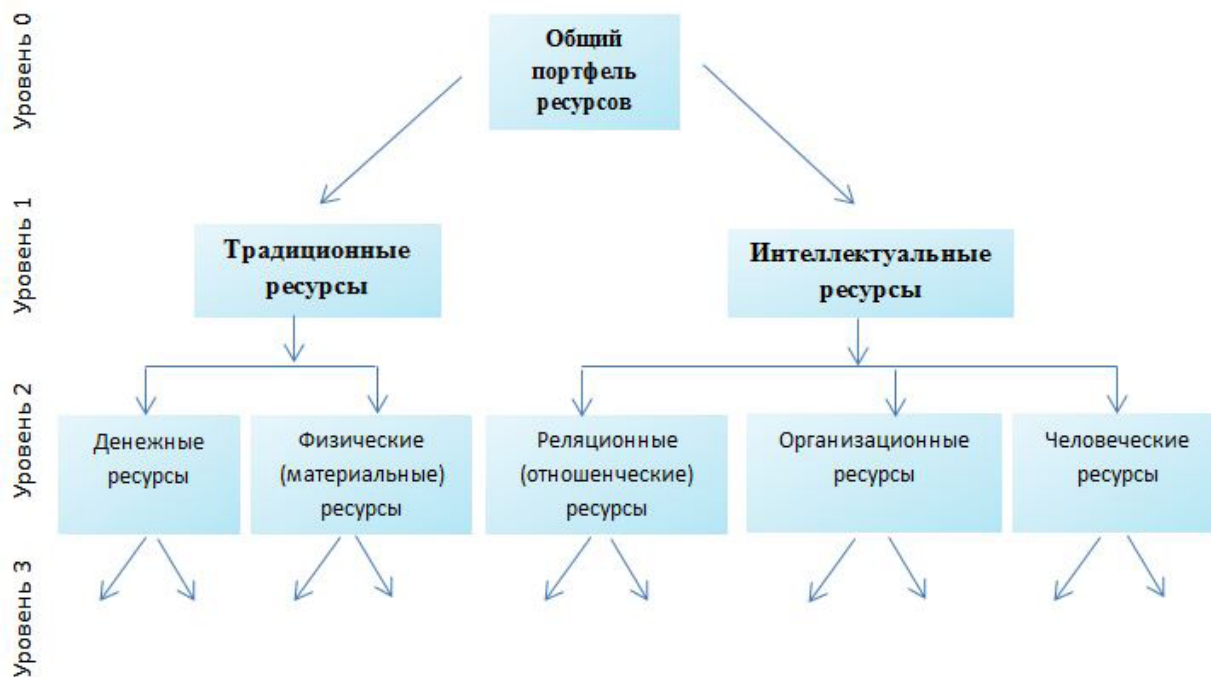 Уровень 0
Общий
портфель
ресурсов
Уровень 1
Традиционные
ресурсы
Интеллектуальные
ресурсы
Уровень 2
Денежные
ресурсы
Физические
(материальные)
ресурсы
Реляционные
(отношенческие)
ресурсы
Организационные
ресурсы
Человеческие
ресурсы
Уровень 3